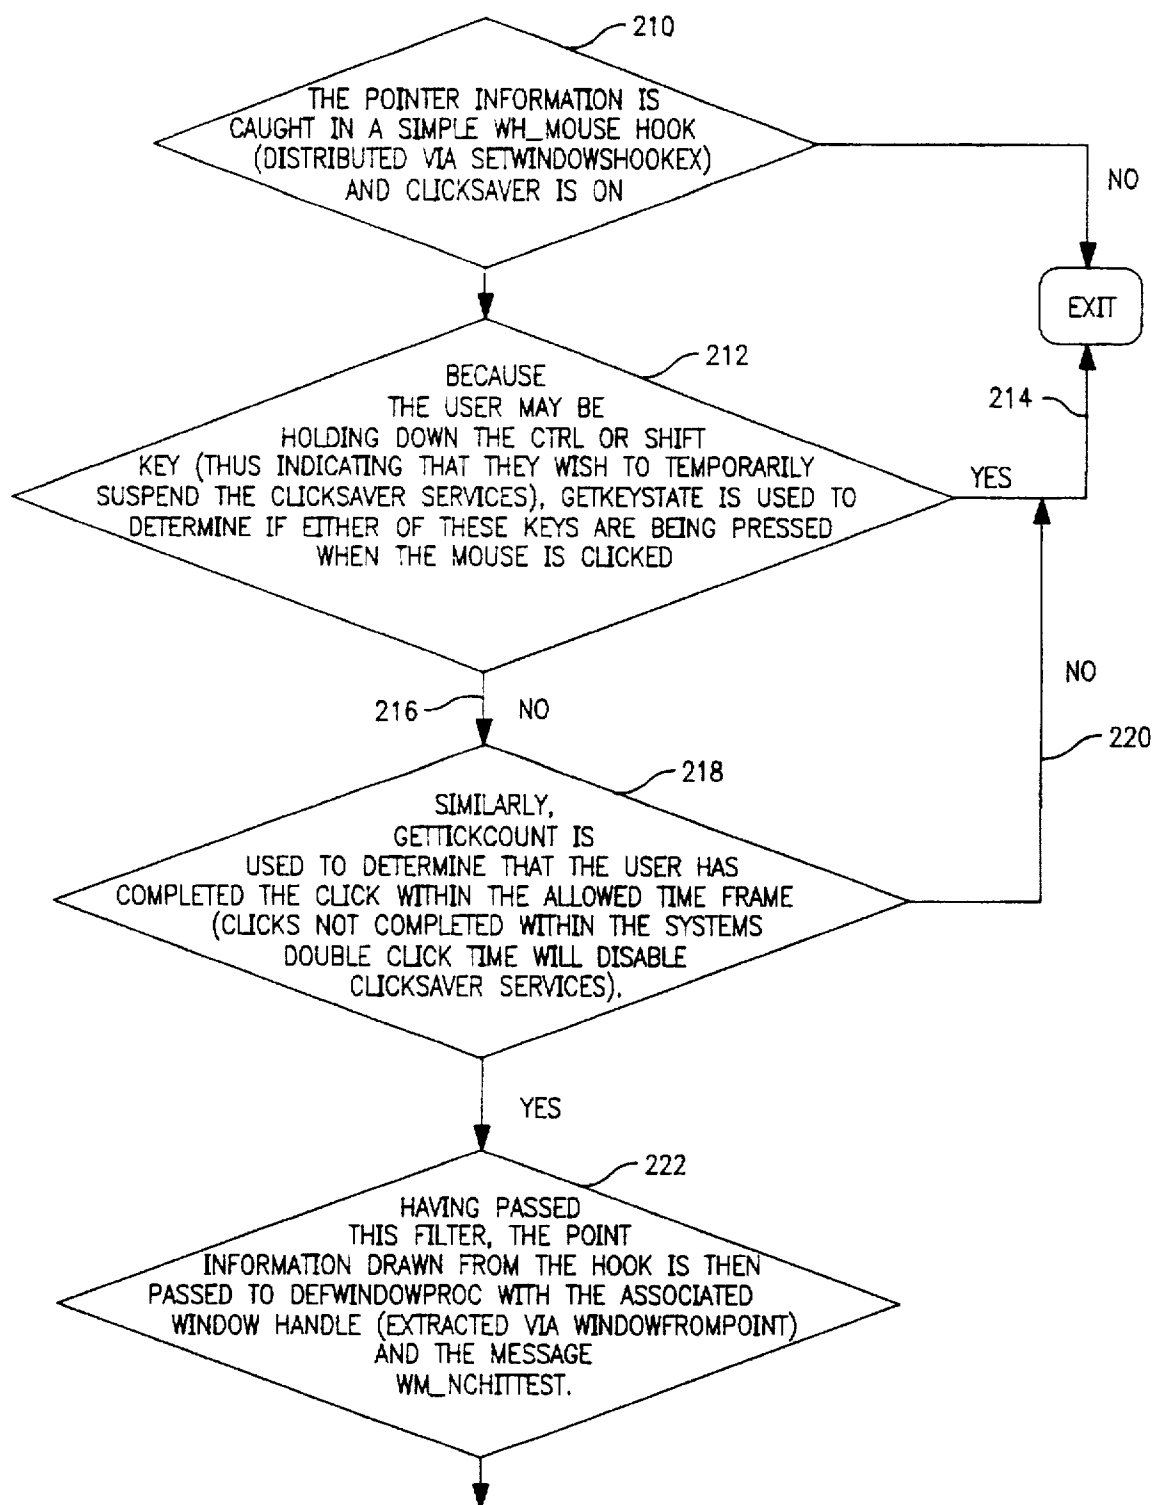 210
THE POINTER INFORMATION IS
CAUGHT IN A SIMPLE WH_MOUSE HOOK
(DISTRIBUTED VIA SETWINDOWSHOOKEX)
AND CLICKSAVER IS ON
NO
EXIT
212
BECAUSE
THE USER MAY BE
HOLDING DOWN THE CTRL OR SHIFT
KEY (THUS INDICATING THAT THEY WISH TO TEMPORARILY
SUSPEND THE CLICKSAVER SERVICES), GETKEYSTATE IS USED TO
DETERMINE IF EITHER OF THESE KEYS ARE BEING PRESSED
WHEN THE MOUSE IS CLICKED
214
YES
216
NO
NO
220
218
SIMILARLY,
GETTICKCOUNT IS
USED TO DETERMINE THAT THE USER HAS
COMPLETED THE CLICK WITHIN THE ALLOWED TIME FRAME
(CLICKS NOT COMPLETED WITHIN THE SYSTEMS
DOUBLE CLICK TIME WILL DISABLE
CLICKSAVER SERVICES).
YES
222
HAVING PASSED
THIS FILTER, THE POINT
INFORMATION DRAWN FROM THE HOOK IS THEN
PASSED TO DEFWINDOWPROC WITH THE ASSOCIATED
WINDOW HANDLE (EXTRACTED VIA WINDOWFROMPOINT)
AND THE MESSAGE
WM_NCHITTEST.